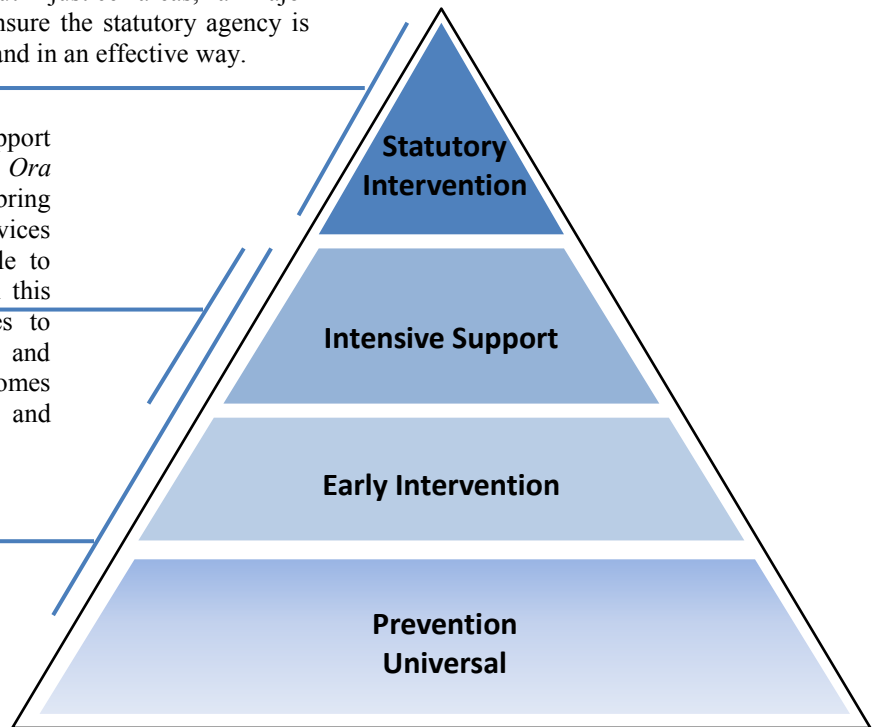 nsure the statutory agency is
and in an effective way.
pport
Ora
bring
vices
le to
this
es to
and
omes
and
Statutory
Intervention
Intensive Support
Early Intervention
Prevention
Universal